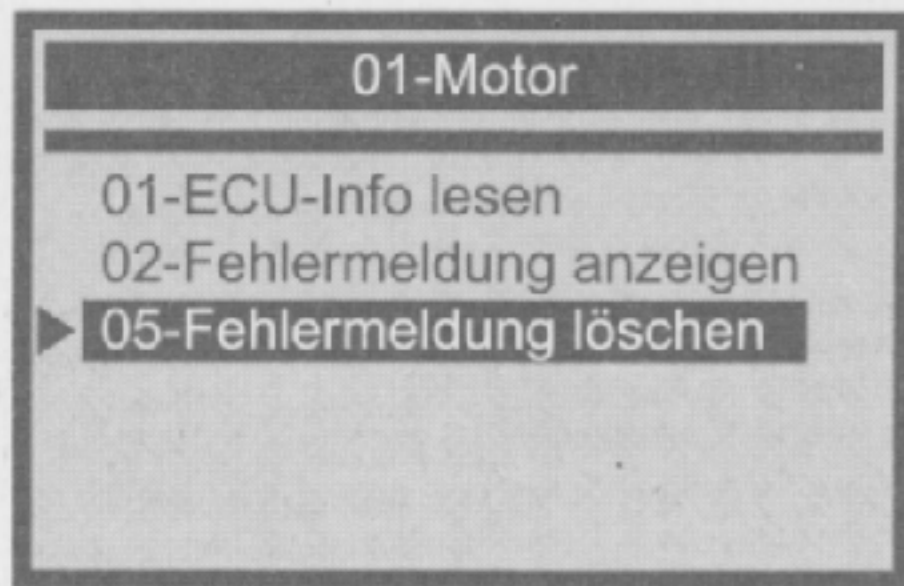 01-Motor
01-ECU-Info lesen
02-Fehlermeldung anzeigen
05-Fehlermeldung löschen